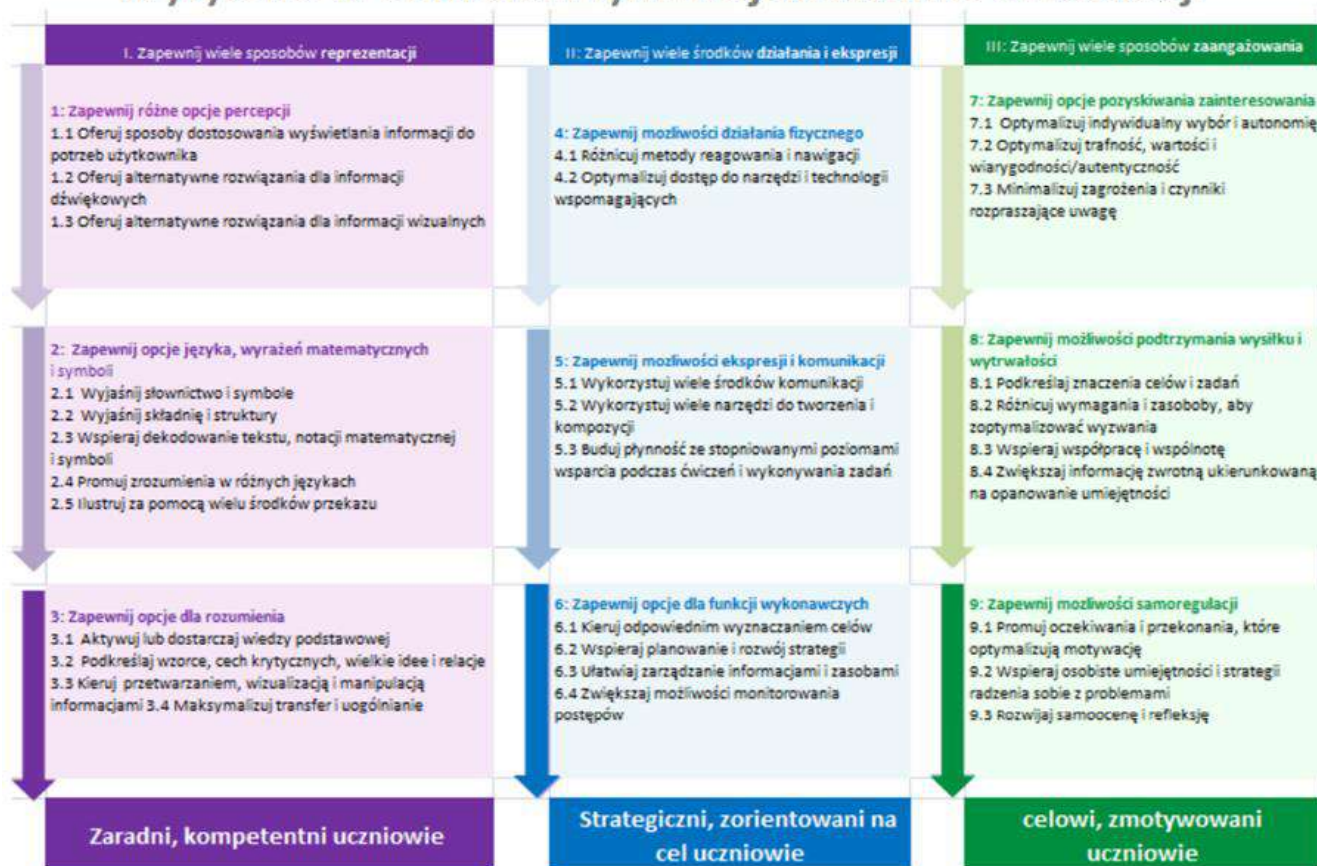 I. Zapewnij wiele sposobów reprezentacji
1: Zapewnij różne opcje percepcji
1.1 Oferuj sposoby dostosowania wyświetlania informacji do
potrzeb użytkownika
1.2 Oferuj alternatywne rozwiązania dla informacji
dźwiękowych
1.3 Oferuj alternatywne rozwiązania dla informacji wizualnych
2: Zapewnij opcje języka, wyrażeń matematycznych
i symboli
2.1 Wyjaśnij słownictwo i symbole
2.2 Wyjaśnij składnię i struktury
2.3 Wspieraj dekodowanie tekstu, notacji matematycznej
i symboli
2.4 Promuj zrozumienia w różnych językach
2.5 Ilustruj za pomocą wielu środków przekazu
3: Zapewnij opcje dla rozumienia
3.1 Aktywuj lub dostarczaj wiedzy podstawowej
3.2 Podkreślaj wzorce, cech krytycznych, wielkie idee i relacje
3.3 Kieruj przetwarzaniem, wizualizacją i manipulacją
informacjami 3.4 Maksymalizuj transfer i uogólnianie
Zaradni, kompetentni uczniowie
II: Zapewnij wiele środków działania i ekspresji
4: Zapewnij mozliwości działania fizycznego
4.1 Różnicuj metody reagowania i nawigacji
4.2 Optymalizuj dostęp do narzędzi i technologii
wspomagających
5: Zapewnij mozliwości ekspresji i komunikacji
5.1 Wykorzystuj wiele środków komunikacji
5.2 Wykorzystuj wiele narzędzi do tworzenia i
kompozycji
5.3 Buduj płynność ze stopniowanymi poziomami
wsparcia podczas ćwiczeń i wykonywania zadań
6: Zapewnij opcje dla funkcji wykonawczych
6.1 Kieruj odpowiednim wyznaczaniem celów
6.2 Wspieraj planowanie i rozwój strategii
6.3 Ułatwiaj zarządzanie informacjami i zasobami
6.4 Zwiększaj możliwości monitorowania
postępów
Strategiczni, zorientowani na
cel uczniowie
III: Zapewnij wiele sposobów zaangażowania
7: Zapewnij opcje pozyskiwania zainteresowania
7.1 Optymalizuj indywidualny wybór i autonomię
7.2 Optymalizuj trafność, wartości i
wiarygodności/autentyczność
7.3 Minimalizuj zagrożenia i czynniki
rozpraszające uwagę
8: Zapewnij możliwości podtrzymania wysiłku i
wytrwałości
8.1 Podkreślaj znaczenia celów i zadań
8.2 Różnicuj wymagania i zasoboby, aby
zoptymalizować wyzwania
8.3 Wspieraj współpracę i wspólnotę
8.4 Zwiększaj informację zwrotną ukierunkowaną
na opanowanie umiejętności
9: Zapewnij mozliwości samoregulacji
9.1 Promuj oczekiwania i przekonania, które
optymalizują motywację
9.2 Wspieraj osobiste umiejętności i strategii
radzenia sobie z problemami
9.3 Rozwijaj samoocenę i refleksję
celowi, zmotywowani
uczniowie